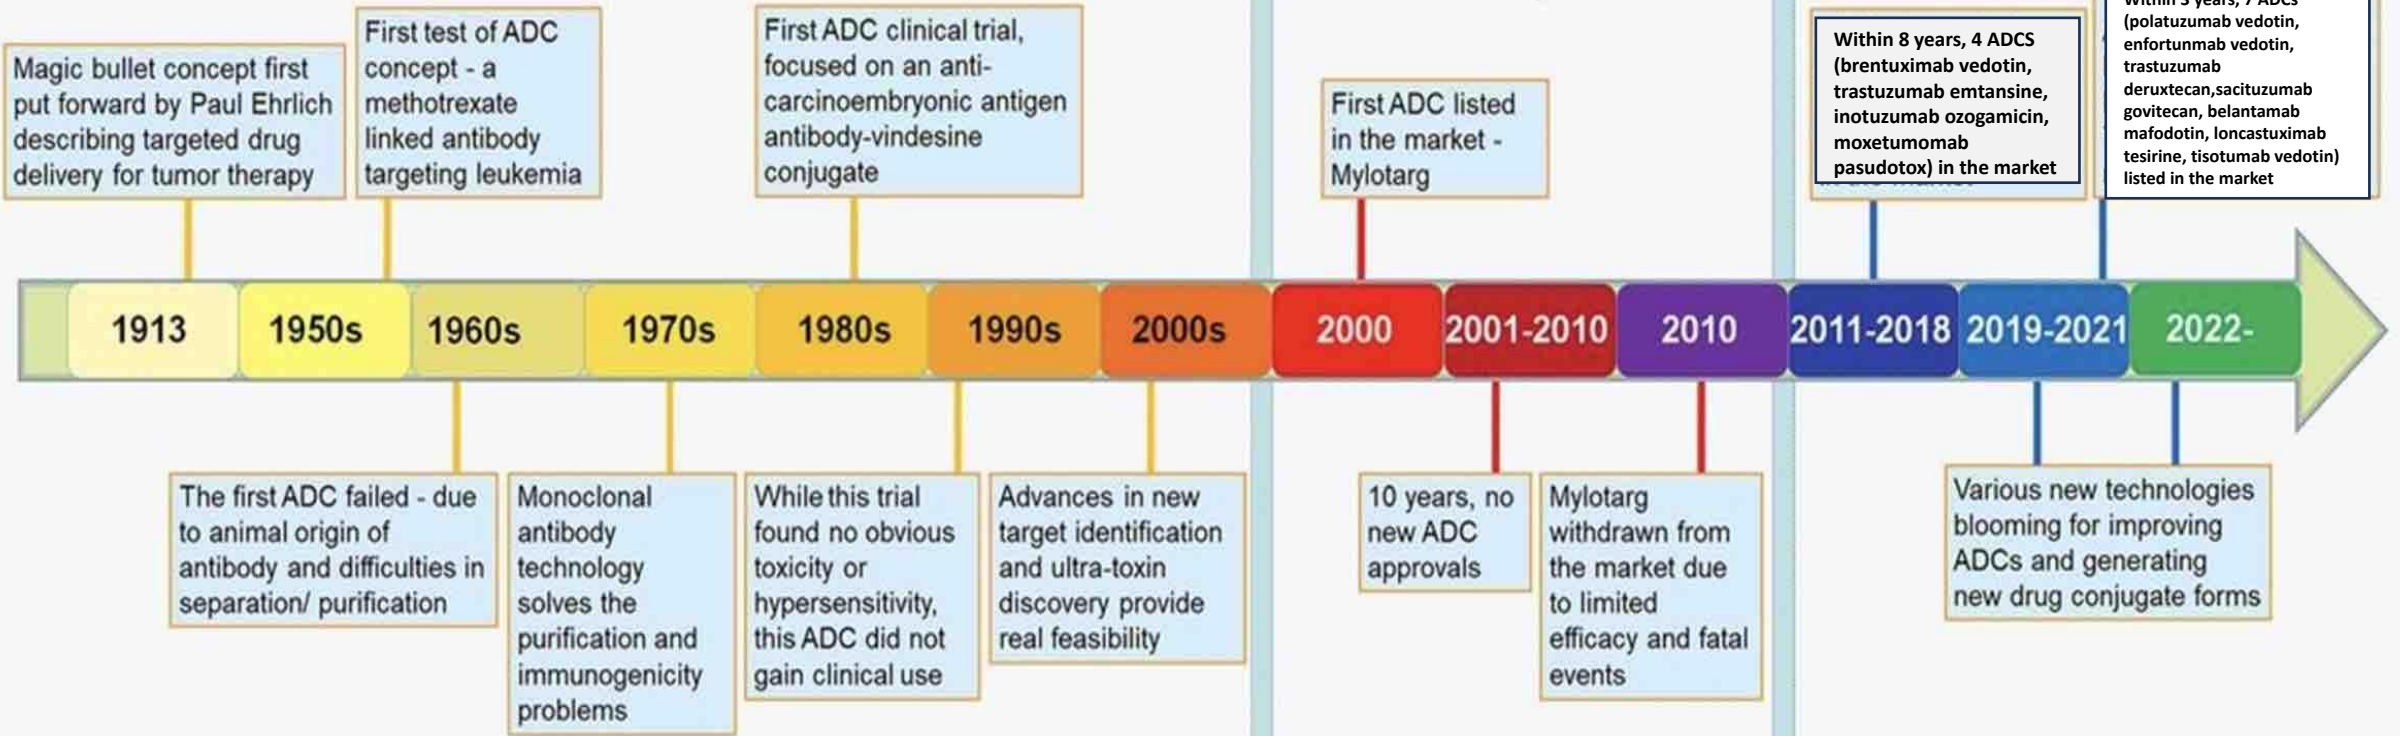 Magic bullet concept first
put forward by Paul Ehrlich
describing targeted drug
delivery for tumor therapy
First test of ADC
concept - a
methotrexate
linked antibody
targeting leukemia
First ADC clinical trial,
focused on an anti-
carcinoembryonic antigen
antibody-vindesine
conjugate
First ADC listed
in the market -
Mylotarg
Within 8 years, 4 ADCS
(brentuximab vedotin,
trastuzumab emtansine,
inotuzumab ozogamicin,
moxetumomab
pasudotox) in the market
Within 3 years, 7 ADCs
(polatuzumab vedotin,
enfortunmab vedotin,
trastuzumab
deruxtecan,sacituzumab
govitecan, belantamab
mafodotin, loncastuximab
tesirine, tisotumab vedotin)
listed in the market
1913
1950s
1960s
1970s
1980s
1990s
2000s
2000
2001-2010
2010
2011-2018
2019-2021
2022-
The first ADC failed - due
to animal origin of
antibody and difficulties in
separation/ purification
Monoclonal
antibody
technology
solves the
purification and
immunogenicity
problems
While this trial
found no obvious
toxicity or
hypersensitivity,
this ADC did not
gain clinical use
Advances in new
target identification
and ultra-toxin
discovery provide
real feasibility
10 years, no
new ADC
approvals
Mylotarg
withdrawn from
the market due
to limited
efficacy and fatal
events
Various new technologies
blooming for improving
ADCs and generating
new drug conjugate forms